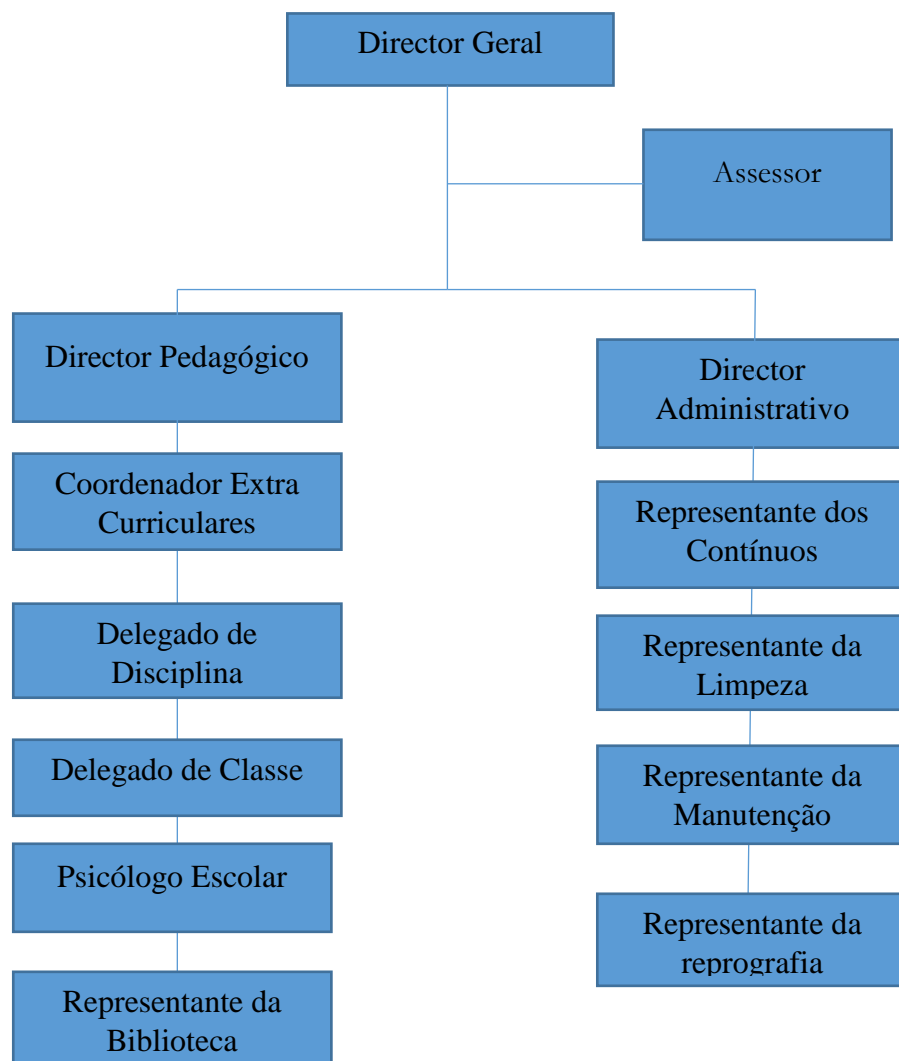 Director Geral
Assessor
Director Pedagógico
Director
Administrativo
Coordenador Extra
Curriculares
Representante dos
Contínuos
Delegado de
Disciplina
Representante da
Limpeza
Delegado de Classe
Representante da
Manutenção
Psicólogo Escolar
Representante da
reprografia
Representante da
Biblioteca